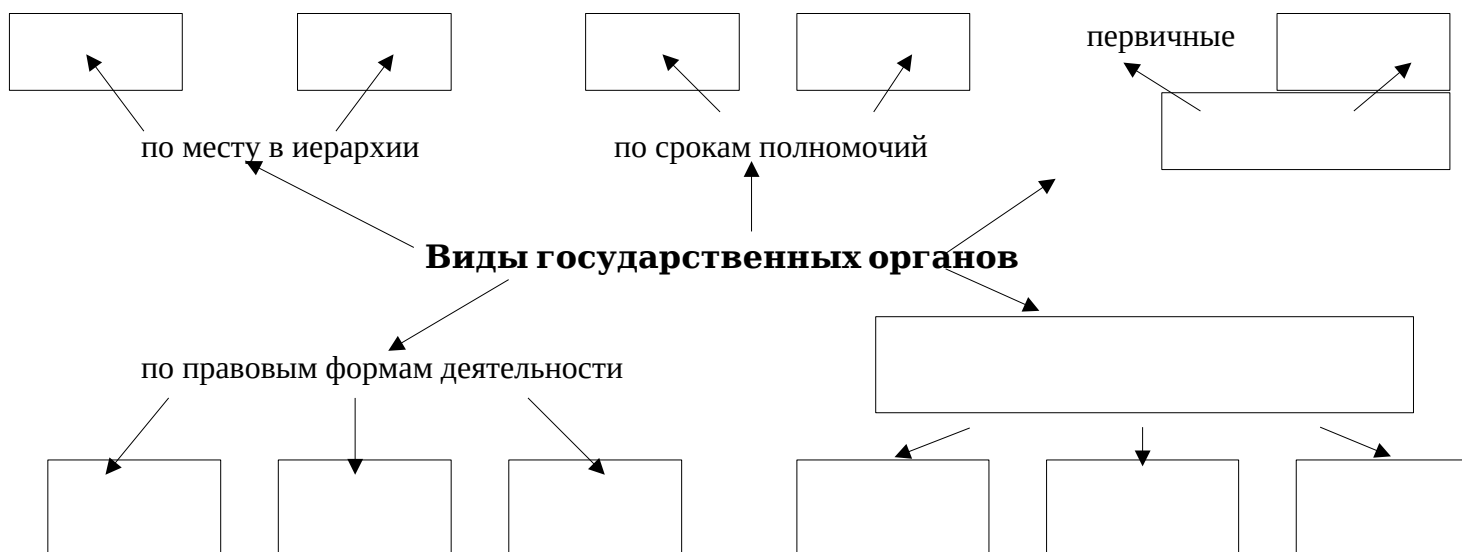 первичные
по месту в иерархии
по срокам полномочий
Виды государственных органов
по правовым формам деятельности